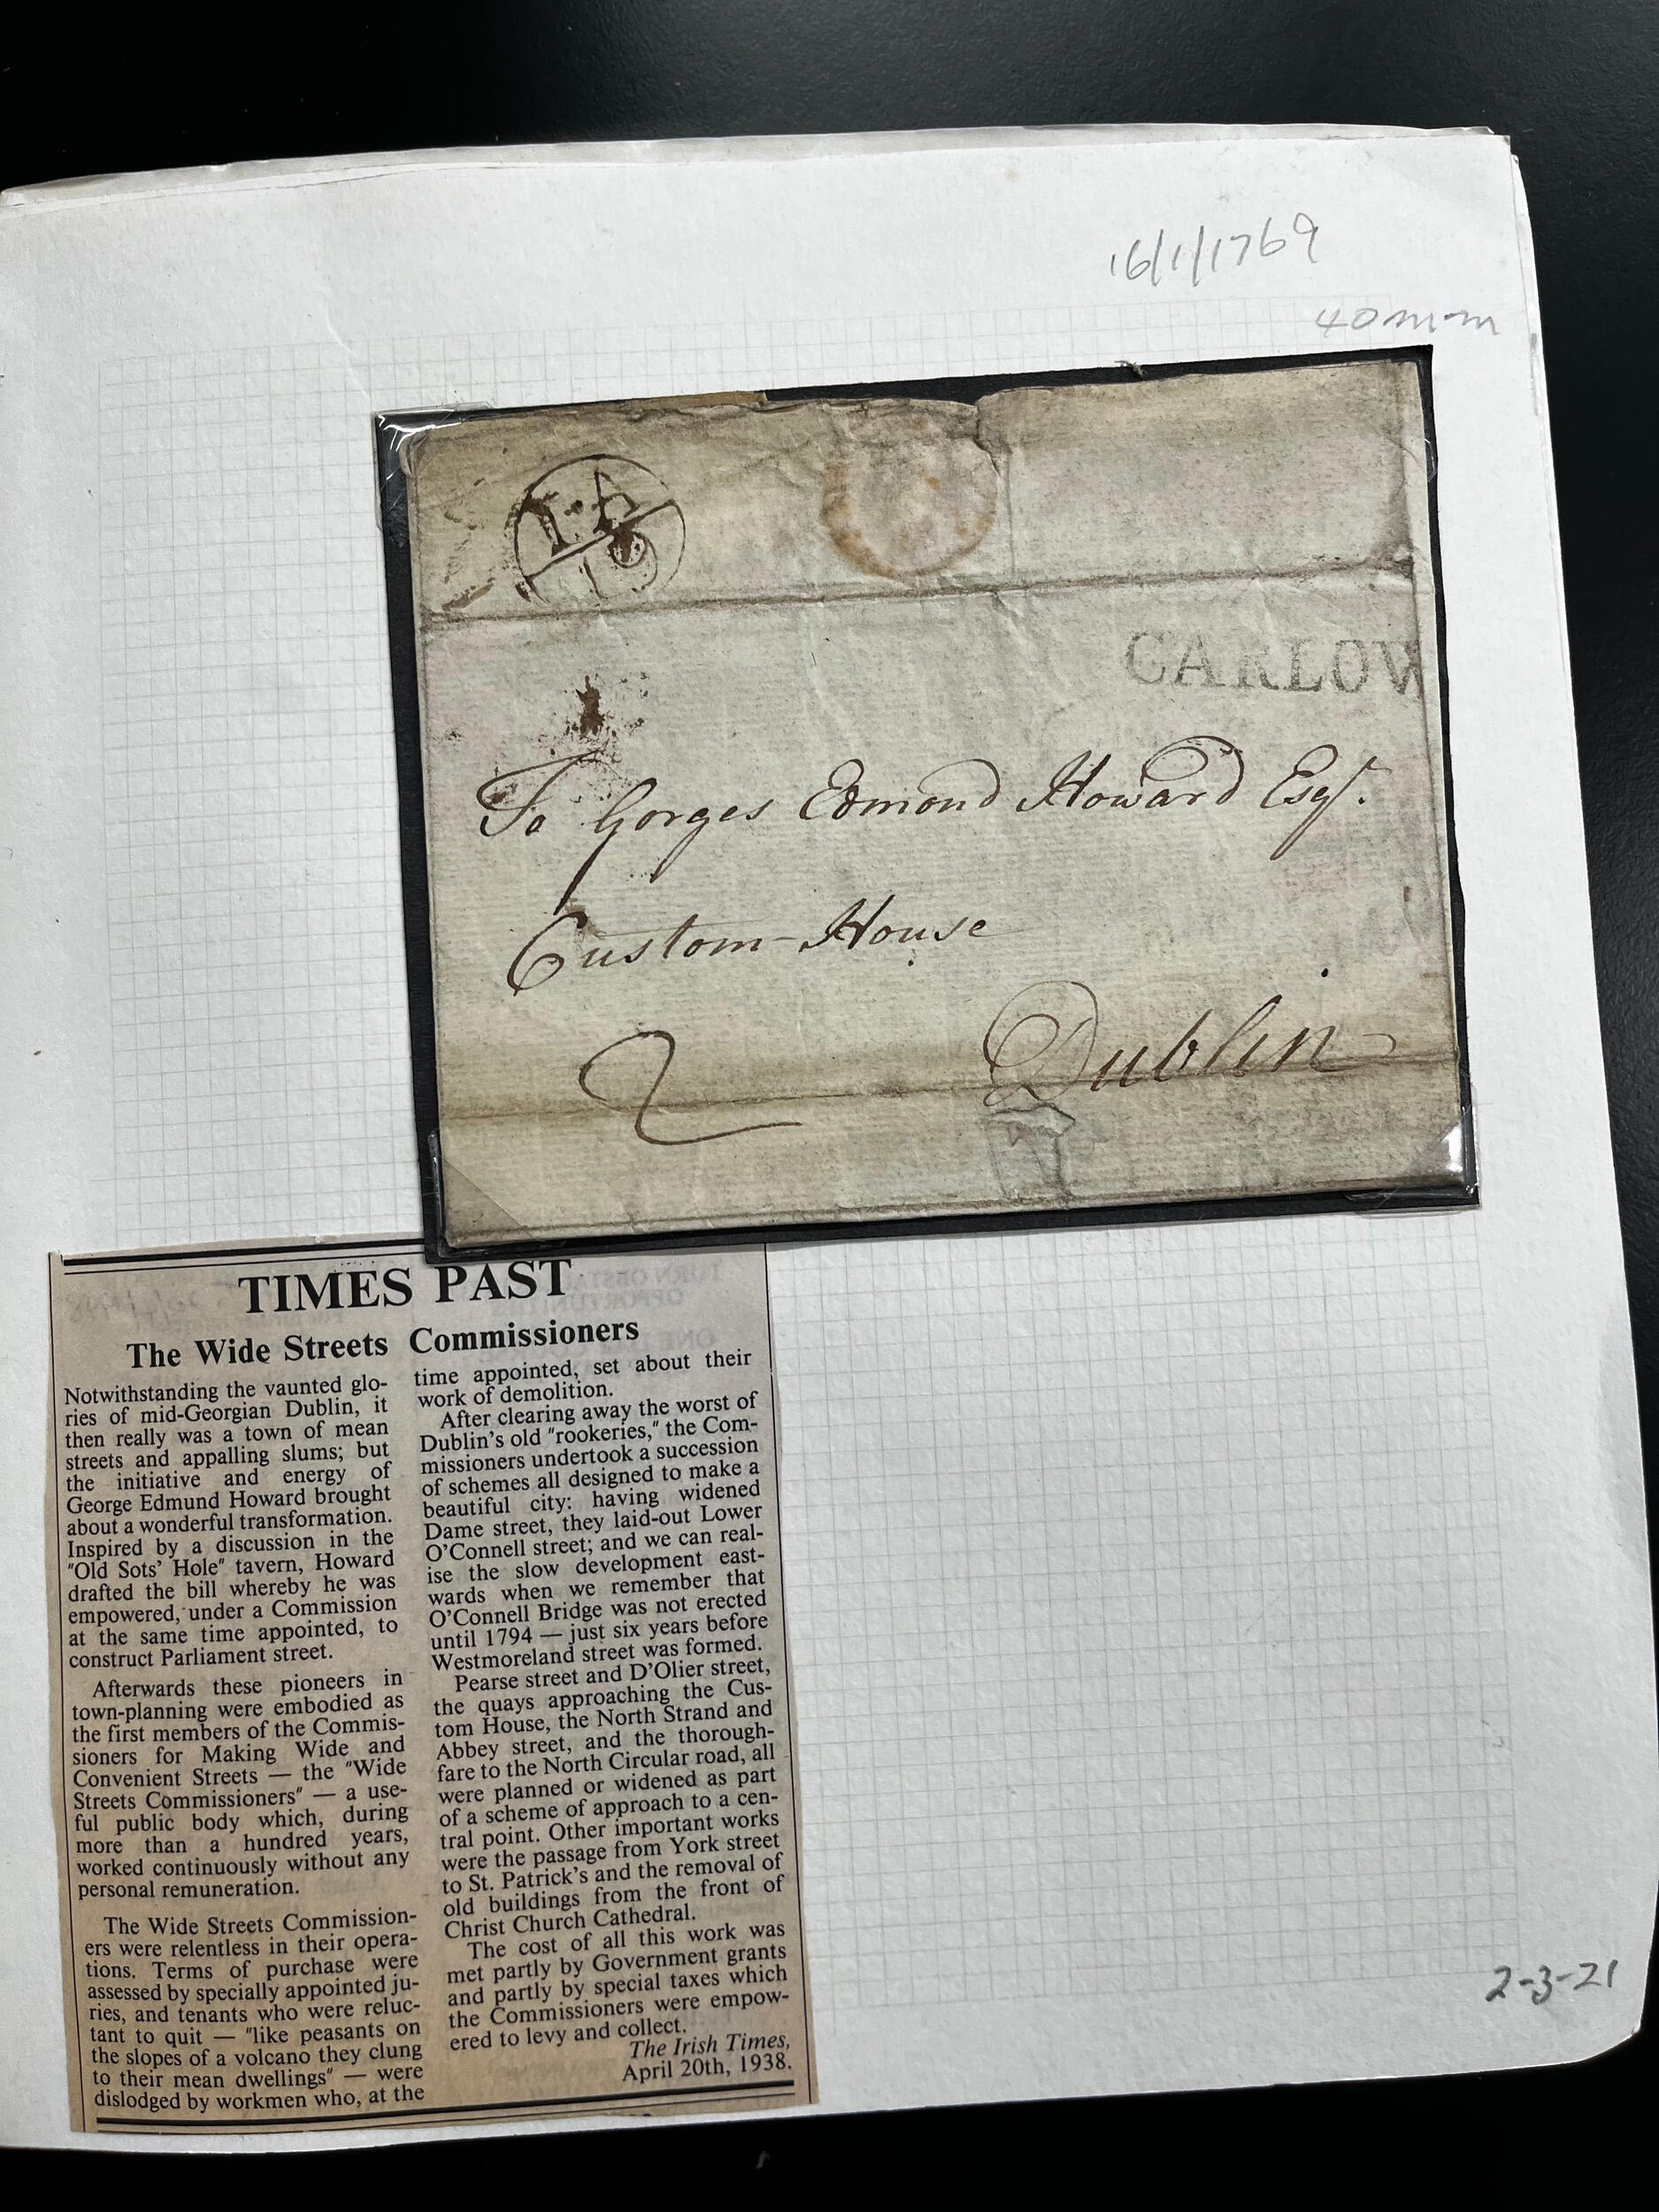 16/1/1769
40mm
CARLOW
To Gorges Edmond Howard Esqr.
Custom-House
2
Dublin
TIMES PAST
The Wide Streets Commissioners
Notwithstanding the vaunted glo-
ries of mid-Georgian Dublin, it
then really was a town of mean
streets and appalling slums; but
the initiative and energy of
George Edmund Howard brought
about a wonderful transformation.
Inspired by a discussion in the
"Old Sots' Hole" tavern, Howard
drafted the bill whereby he was
empowered, under a Commission
at the same time appointed, to
construct Parliament street.
Afterwards these pioneers in
town-planning were embodied as
the first members of the Commis-
sioners for Making Wide and
Convenient Streets — the "Wide
Streets Commissioners" — a use-
ful public body which, during
more than a hundred years,
worked continuously without any
personal remuneration.
The Wide Streets Commission-
ers were relentless in their opera-
tions. Terms of purchase were
assessed by specially appointed ju-
ries, and tenants who were reluc-
tant to quit — "like peasants on
the slopes of a volcano they clung
to their mean dwellings" — were
dislodged by workmen who, at the
time appointed, set about their
work of demolition.
After clearing away the worst of
Dublin's old "rookeries," the Com-
missioners undertook a succession
of schemes all designed to make a
beautiful city: having widened
Dame street, they laid-out Lower
O'Connell street; and we can real-
ise the slow development east-
wards when we remember that
O'Connell Bridge was not erected
until 1794 — just six years before
Westmoreland street was formed.
Pearse street and D'Olier street,
the quays approaching the Cus-
tom House, the North Strand and
Abbey street, and the thorough-
fare to the North Circular road, all
were planned or widened as part
of a scheme of approach to a cen-
tral point. Other important works
were the passage from York street
to St. Patrick's and the removal of
old buildings from the front of
Christ Church Cathedral.
The cost of all this work was
met partly by Government grants
and partly by special taxes which
the Commissioners were empow-
ered to levy and collect.
The Irish Times,
April 20th, 1938.
2-3-21